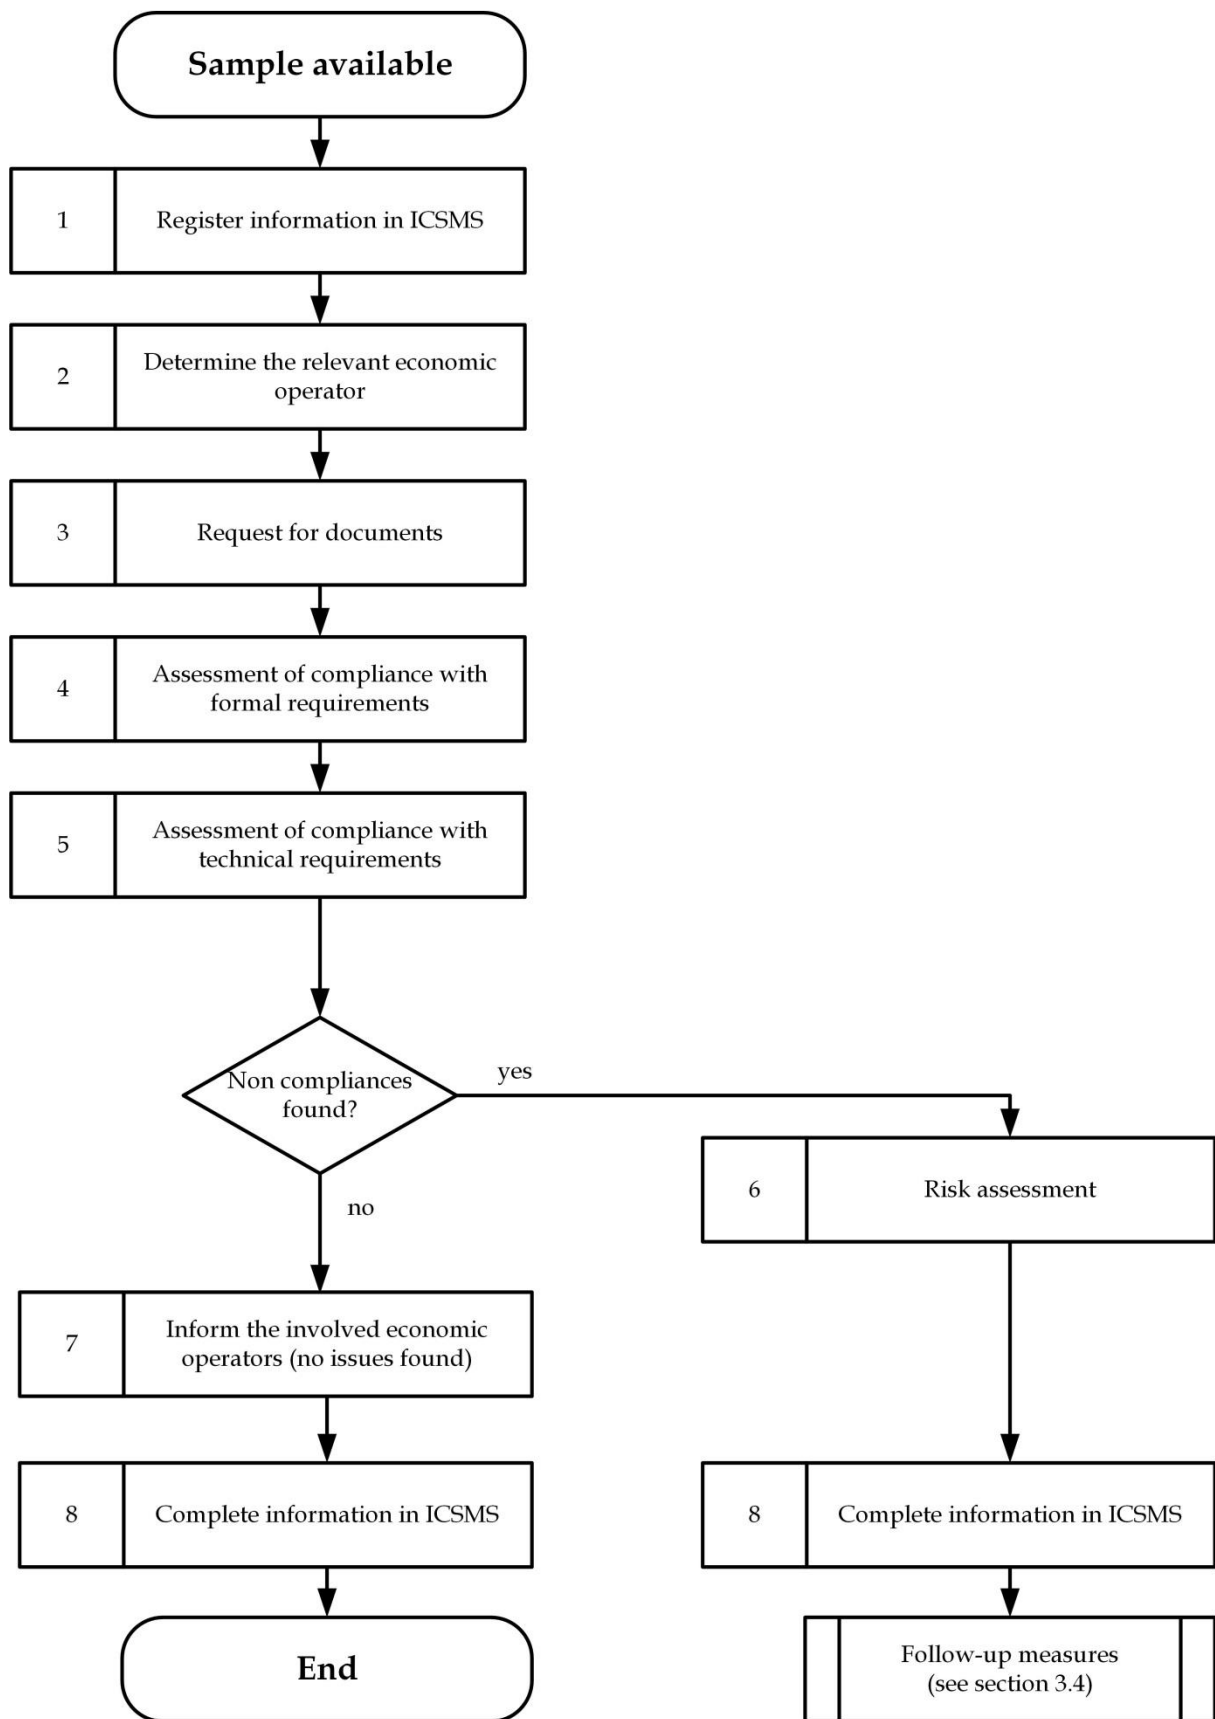 Sample available
1
Register information in ICSMS
2
Determine the relevant economic
operator
3
Request for documents
4
Assessment of compliance with
formal requirements
5
Assessment of compliance with
technical requirements
Non compliances
found?
yes
no
6
Risk assessment
7
Inform the involved economic
operators (no issues found)
8
Complete information in ICSMS
8
Complete information in ICSMS
End
Follow-up measures
(see section 3.4)